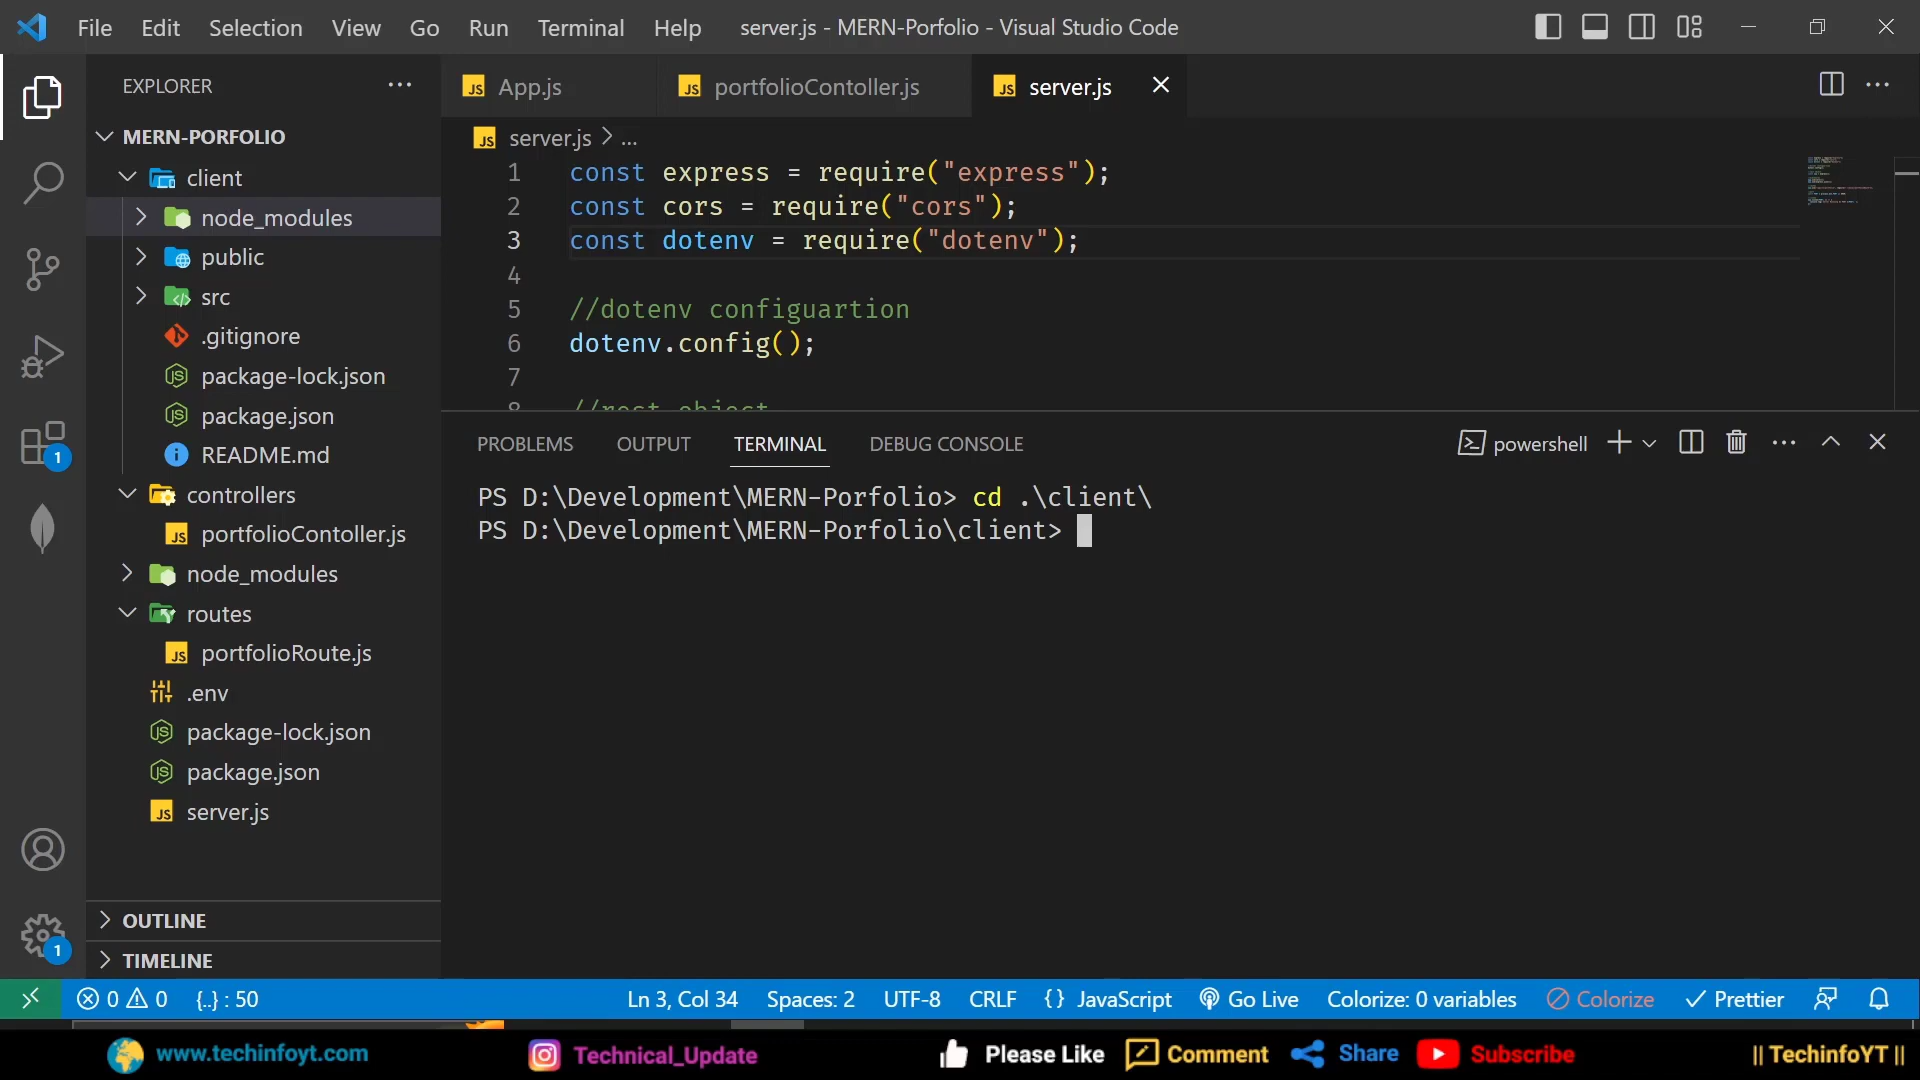 File Edit Selection View Go Run Terminal Help server.js - MERN-Porfolio - Visual Studio Code
EXPLORER
MERN-PORFOLIO
client
node_modules
public
src
.gitignore
package-lock.json
package.json
README.md
controllers
portfolioContoller.js
node_modules
routes
portfolioRoute.js
.env
package-lock.json
package.json
server.js
OUTLINE
TIMELINE
1
1
App.js portfolioContoller.js server.js
server.js > ...
1 const express = require("express");
2 const cors = require("cors");
3 const dotenv = require("dotenv");
4
5 //dotenv configuartion
6 dotenv.config();
7
8 //rest object
PROBLEMS OUTPUT TERMINAL DEBUG CONSOLE powershell
PS D:\Development\MERN-Porfolio> cd .\client\
PS D:\Development\MERN-Porfolio\client>
0 0 {..} : 50 Ln 3, Col 34 Spaces: 2 UTF-8 CRLF {} JavaScript Go Live Colorize: 0 variables Colorize Prettier
www.techinfoyt.com Technical_Update Please Like Comment Share Subscribe || TechinfoYT ||